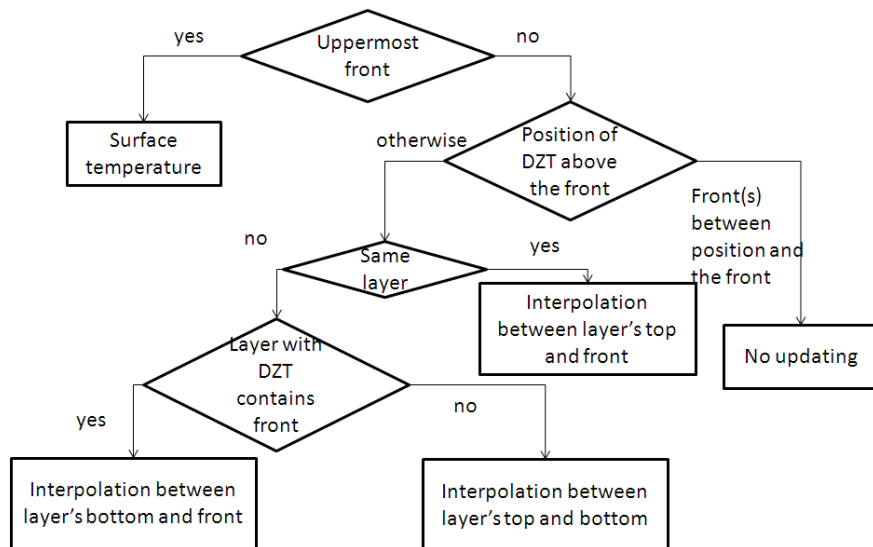 yes
Uppermost
front
no
Surface
temperature
otherwise
Position of
DZT above
the front
Front(s)
between
position and
the front
no
Same
layer
yes
Interpolation
between layer's top
and front
No updating
Layer with
DZT
contains
front
yes
no
Interpolation between
layer's bottom and front
Interpolation between
layer's top and bottom